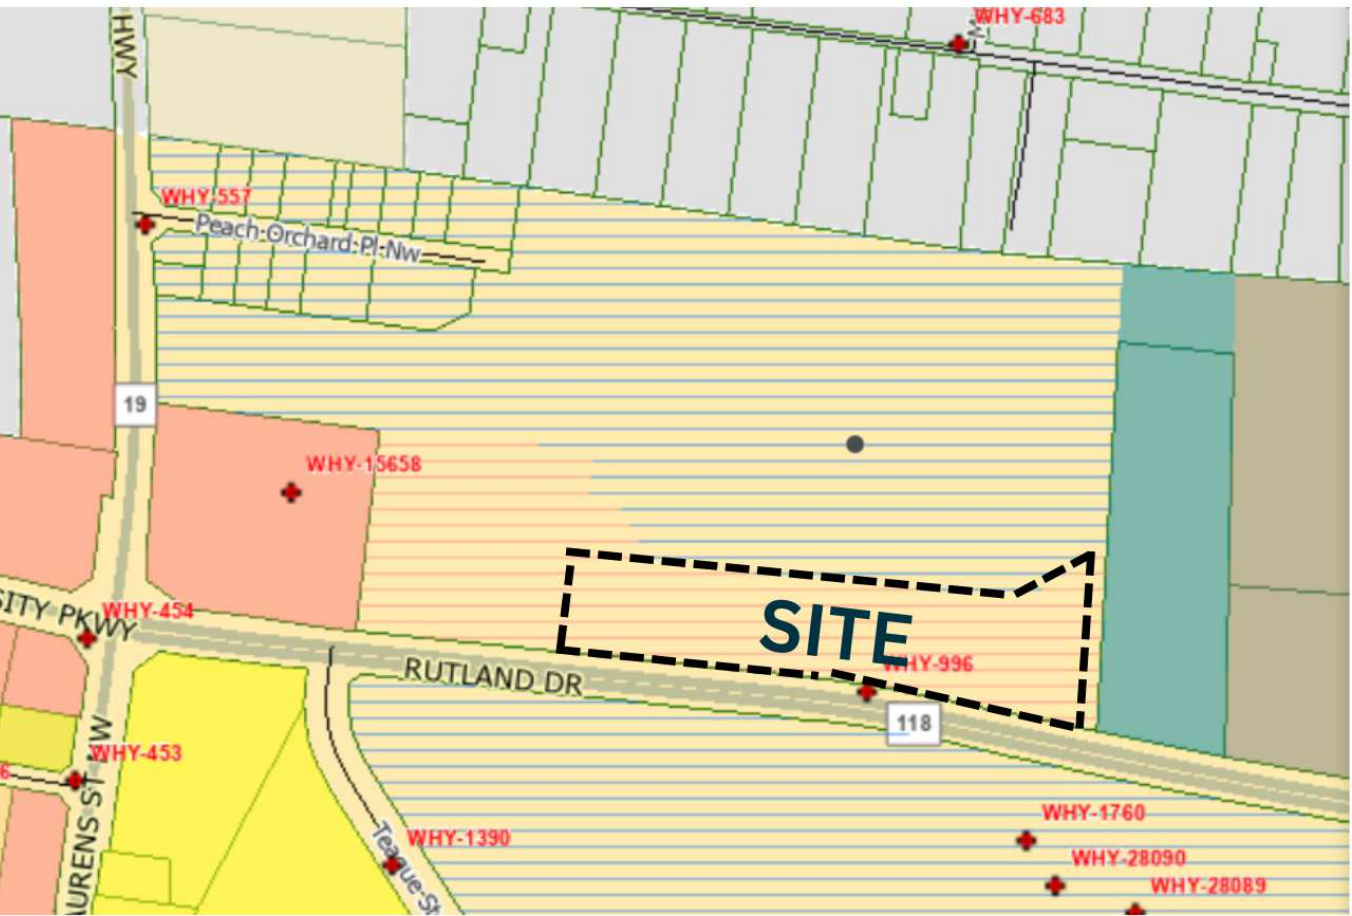 HWY
WHY-683
WHY-557
Peach Orchard Pl Nw
19
WHY-15658
SITY PKWY
WHY-454
SITE
RUTLAND DR
WHY-996
118
WHY-453
6
AURENS ST NW
WHY-1390
Teague St
WHY-1760
WHY-28090
WHY-28089